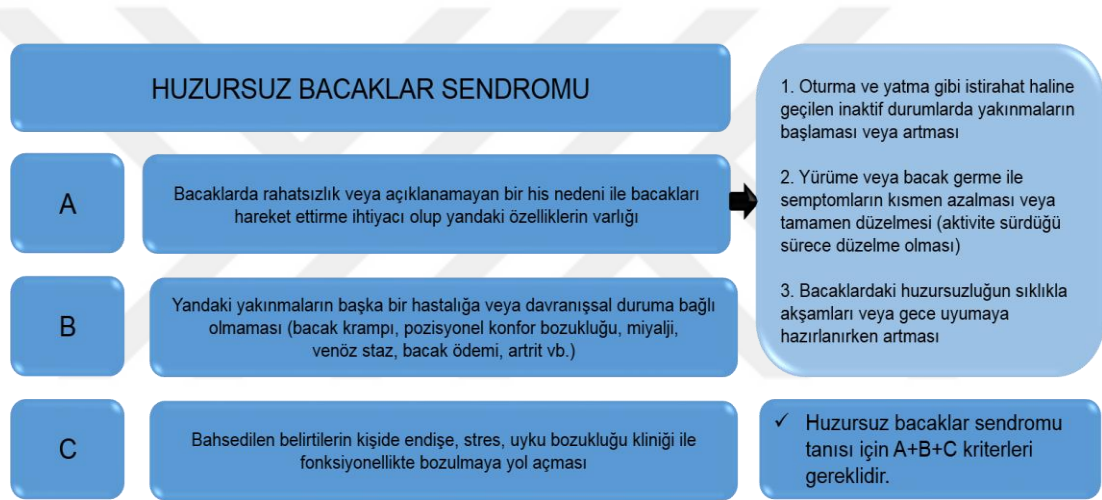 HUZURSUZ BACAKLAR SENDROMU
A
Bacaklarda rahatsızlık veya açıklanamayan bir his nedeni ile bacakları
hareket ettirme ihtiyacı olup yandaki özelliklerin varlığı
1. Oturma ve yatma gibi istirahat haline
geçilen inaktif durumlarda yakınmaların
başlaması veya artması
2. Yürüme veya bacak germe ile
semptomların kısmen azalması veya
tamamen düzelmesi (aktivite sürdüğü
sürece düzelme olması)
3. Bacaklardaki huzursuzluğun sıklıkla
akşamları veya gece uyumaya
hazırlanırken artması
B
Yandaki yakınmaların başka bir hastalığa veya davranışsal duruma bağlı
olmaması (bacak krampı, pozisyonel konfor bozukluğu, miyalji,
venöz staz, bacak ödemi, artrit vb.)
C
Bahsedilen belirtilerin kişide endişe, stres, uyku bozukluğu kliniği ile
fonksiyonellikte bozulmaya yol açması
✓ Huzursuz bacaklar sendromu
tanısı için A+B+C kriterleri
gereklidir.